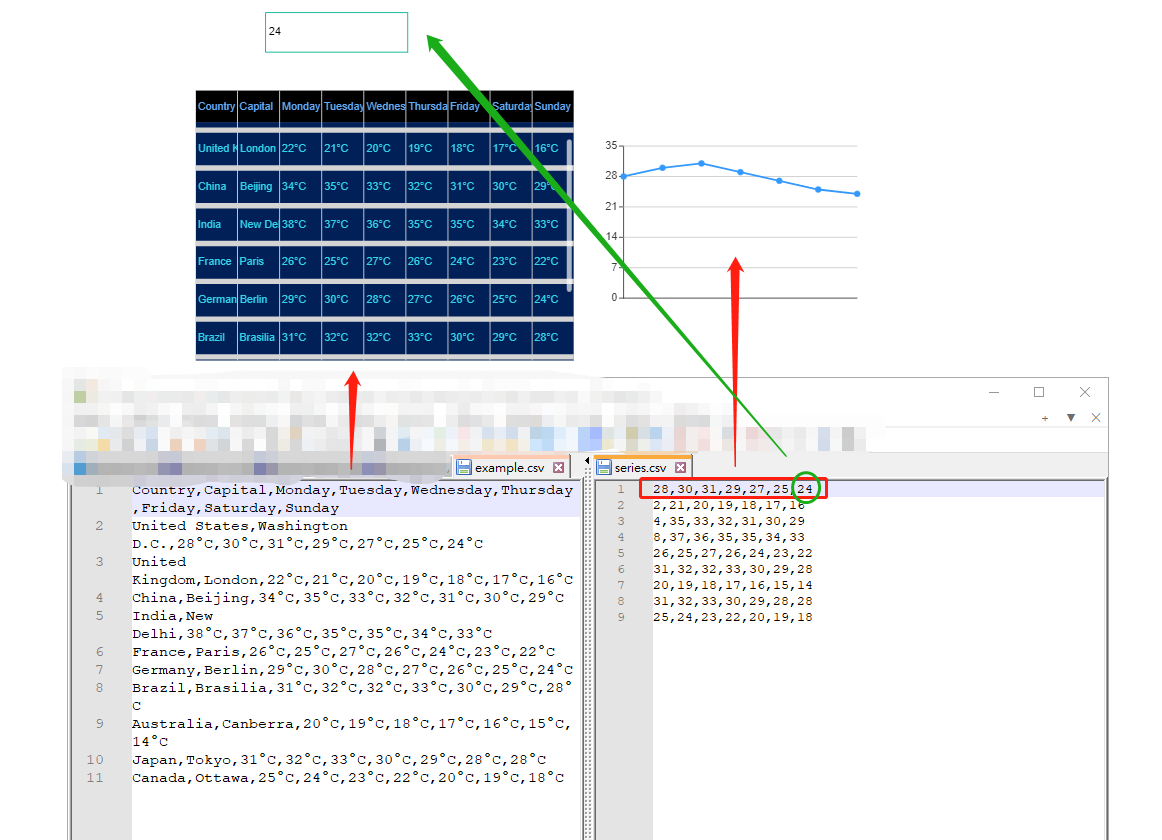 24
Country Capital Monday Tuesday Wednes Thursda Friday Saturday Sunday
United K London 22°C 21°C 20°C 19°C 18°C 17°C 16°C
China Beijing 34°C 35°C 33°C 32°C 31°C 30°C 29°C
India New Del 38°C 37°C 36°C 35°C 35°C 34°C 33°C
France Paris 26°C 25°C 27°C 26°C 24°C 23°C 22°C
German Berlin 29°C 30°C 28°C 27°C 26°C 25°C 24°C
Brazil Brasilia 31°C 32°C 32°C 33°C 30°C 29°C 28°C
35
28
21
14
7
0
example.csv
series.csv
1 Country,Capital,Monday,Tuesday,Wednesday,Thursday
,Friday,Saturday,Sunday
2 United States,Washington
D.C.,28°C,30°C,31°C,29°C,27°C,25°C,24°C
3 United
Kingdom,London,22°C,21°C,20°C,19°C,18°C,17°C,16°C
4 China,Beijing,34°C,35°C,33°C,32°C,31°C,30°C,29°C
5 India,New
Delhi,38°C,37°C,36°C,35°C,35°C,34°C,33°C
6 France,Paris,26°C,25°C,27°C,26°C,24°C,23°C,22°C
7 Germany,Berlin,29°C,30°C,28°C,27°C,26°C,25°C,24°C
8 Brazil,Brasilia,31°C,32°C,32°C,33°C,30°C,29°C,28°
C
9 Australia,Canberra,20°C,19°C,18°C,17°C,16°C,15°C,
14°C
10 Japan,Tokyo,31°C,32°C,33°C,30°C,29°C,28°C,28°C
11 Canada,Ottawa,25°C,24°C,23°C,22°C,20°C,19°C,18°C
1 28,30,31,29,27,25,24
2 2,21,20,19,18,17,16
3 4,35,33,32,31,30,29
4 8,37,36,35,35,34,33
5 26,25,27,26,24,23,22
6 31,32,32,33,30,29,28
7 20,19,18,17,16,15,14
8 31,32,33,30,29,28,28
9 25,24,23,22,20,19,18